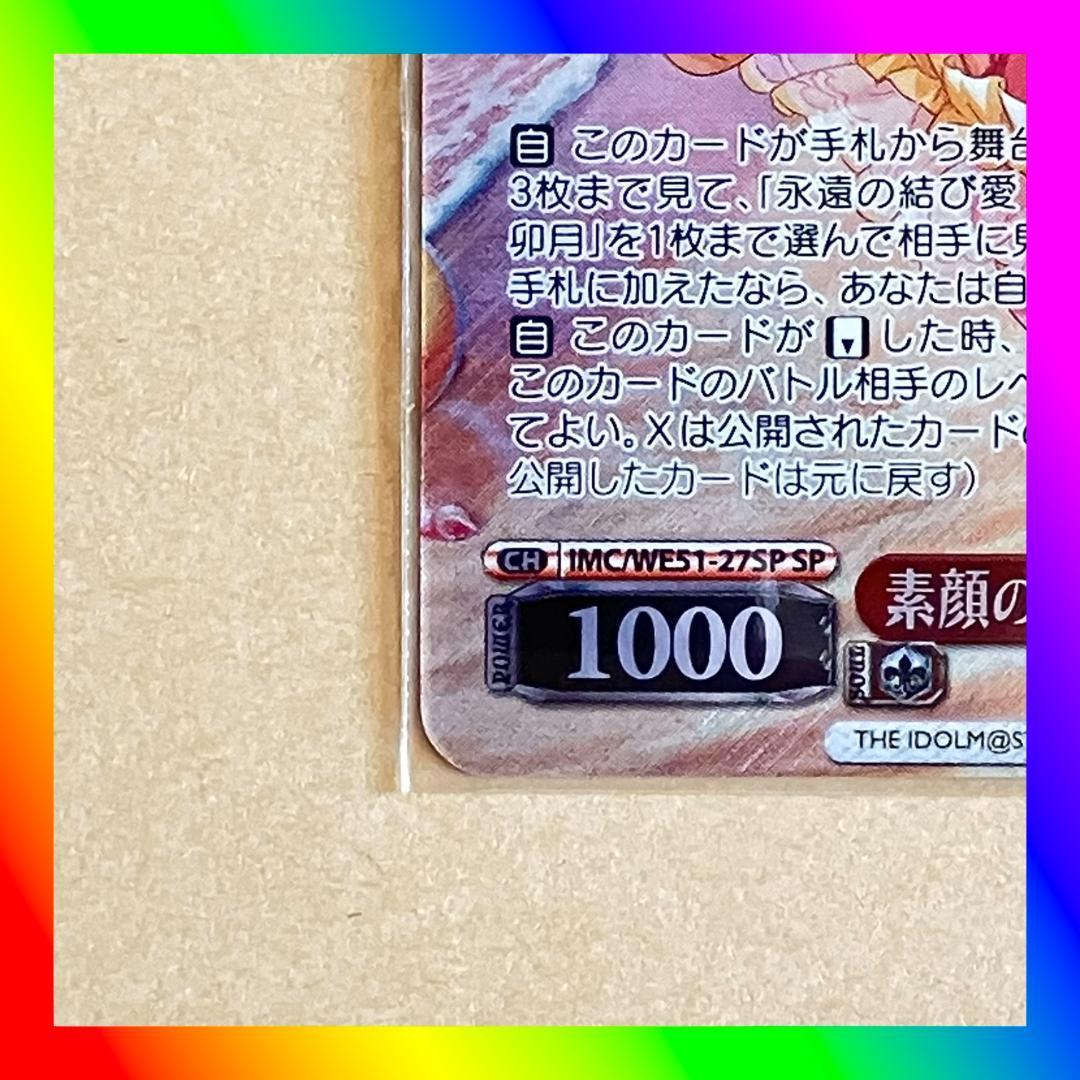 自 このカードが手札から舞台
3枚まで見て、「永遠の結び愛
卯月」を1枚まで選んで相手に見
手札に加えたなら、あなたは自
自 このカードが した時、
このカードのバトル相手のレベ
てよい。Xは公開されたカードの
公開したカードは元に戻す）
CH IMC/WE51-27SP SP
POWER 1000
素顔の
SOUL
THE IDOLM@S